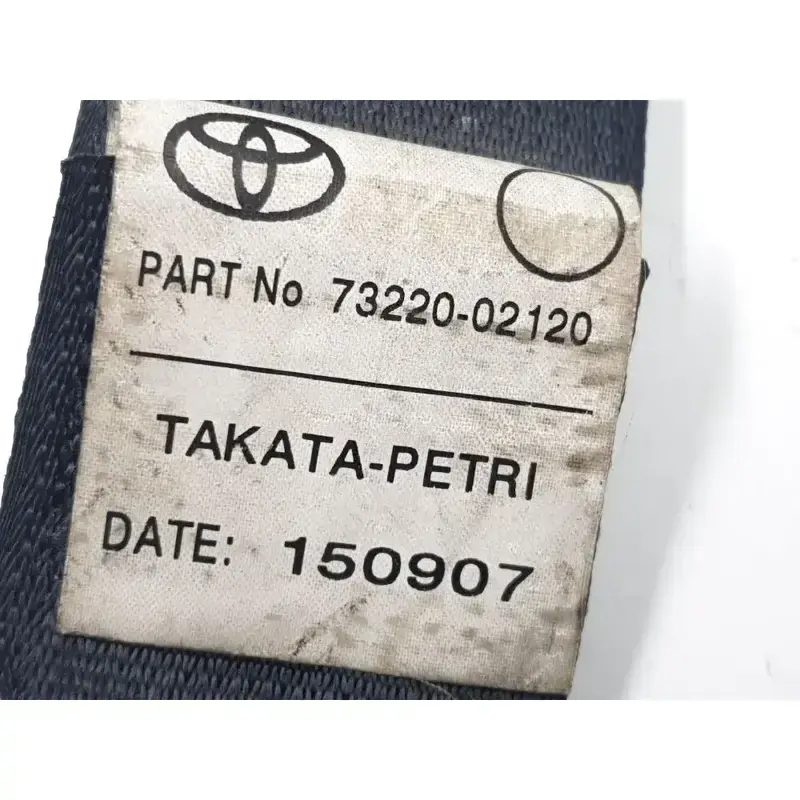 PART No 73220-02120
TAKATA-PETRI
DATE: 150907